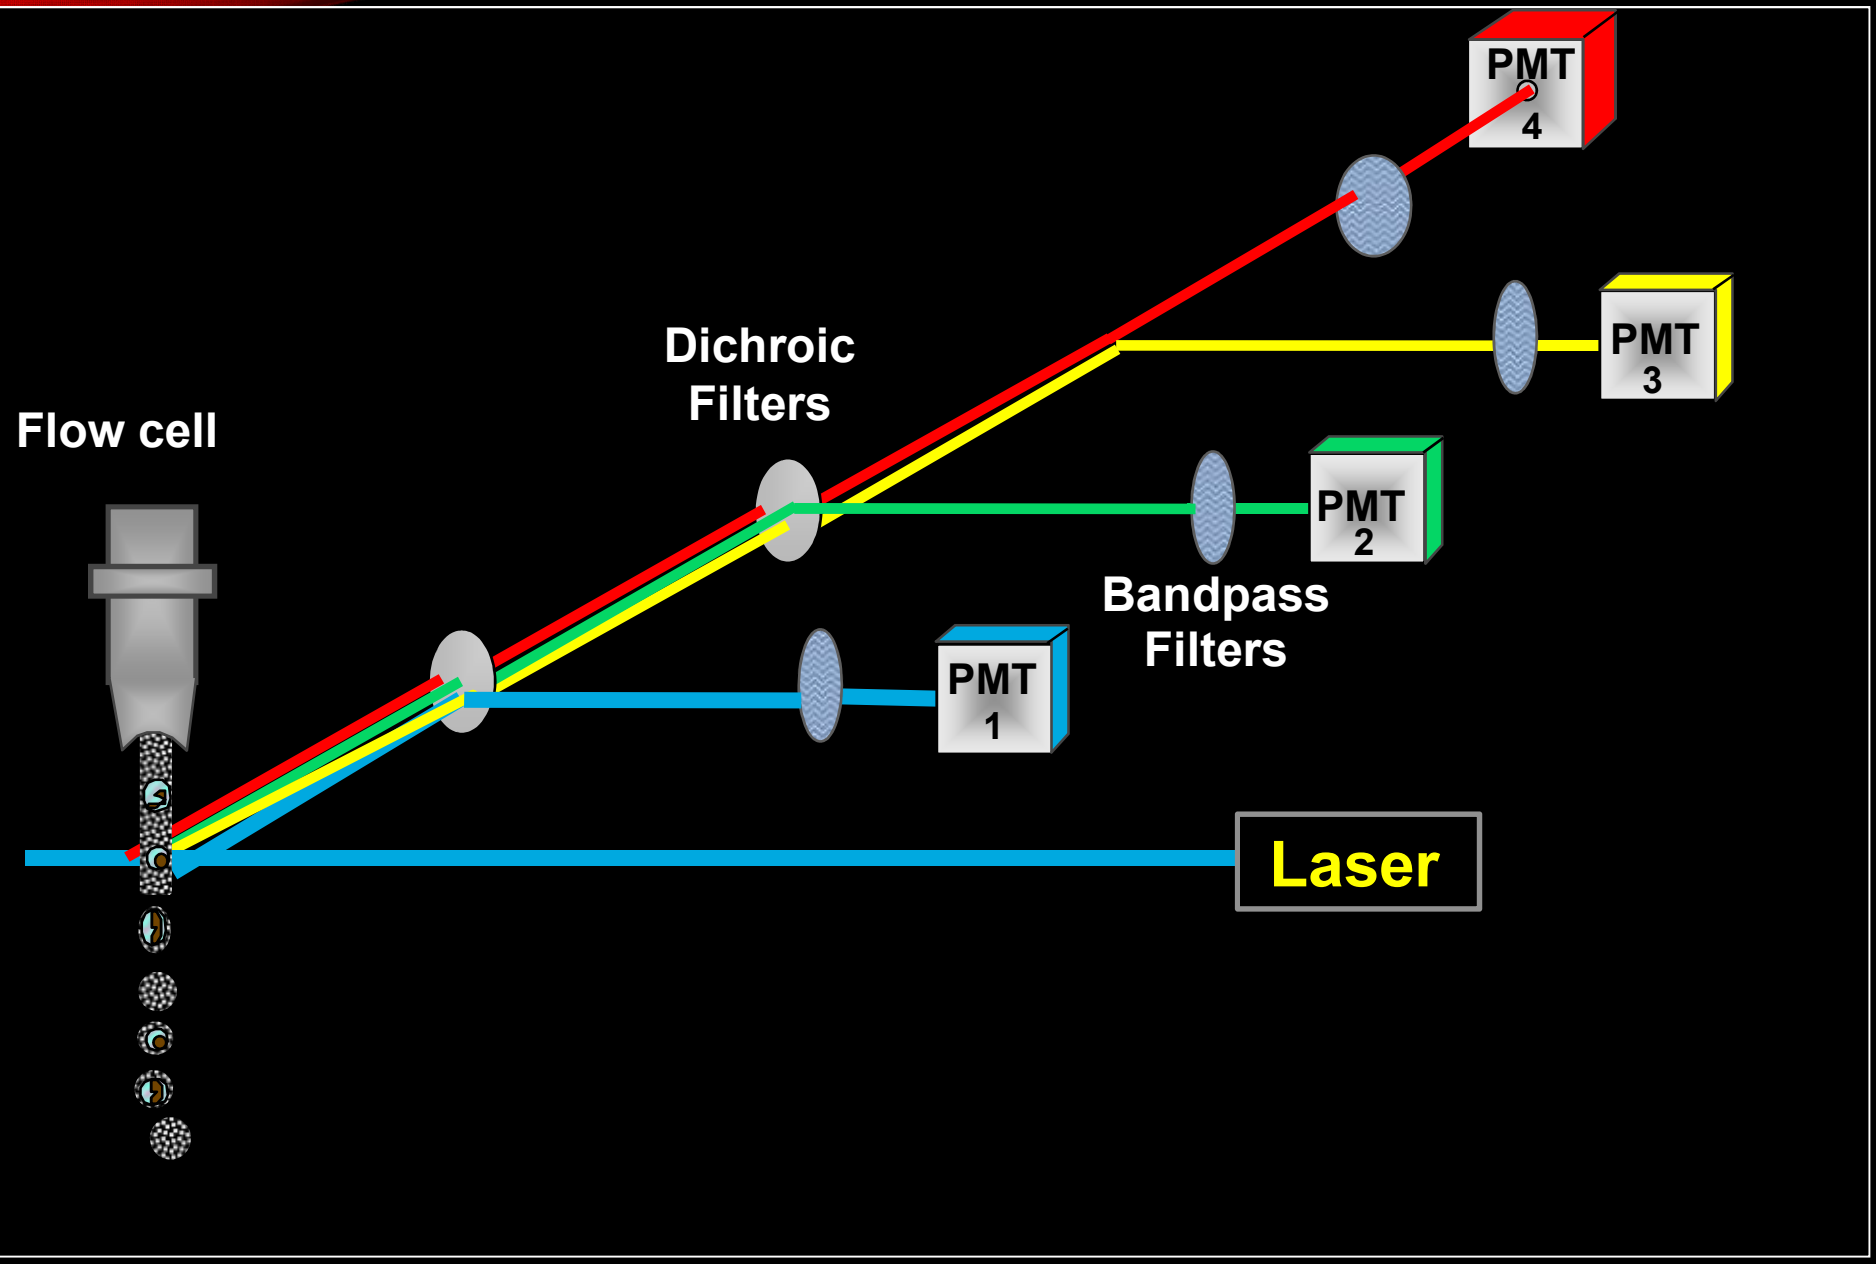 PMT
4
PMT
3
Dichroic
Filters
Flow cell
PMT
2
Bandpass
Filters
PMT
1
Laser